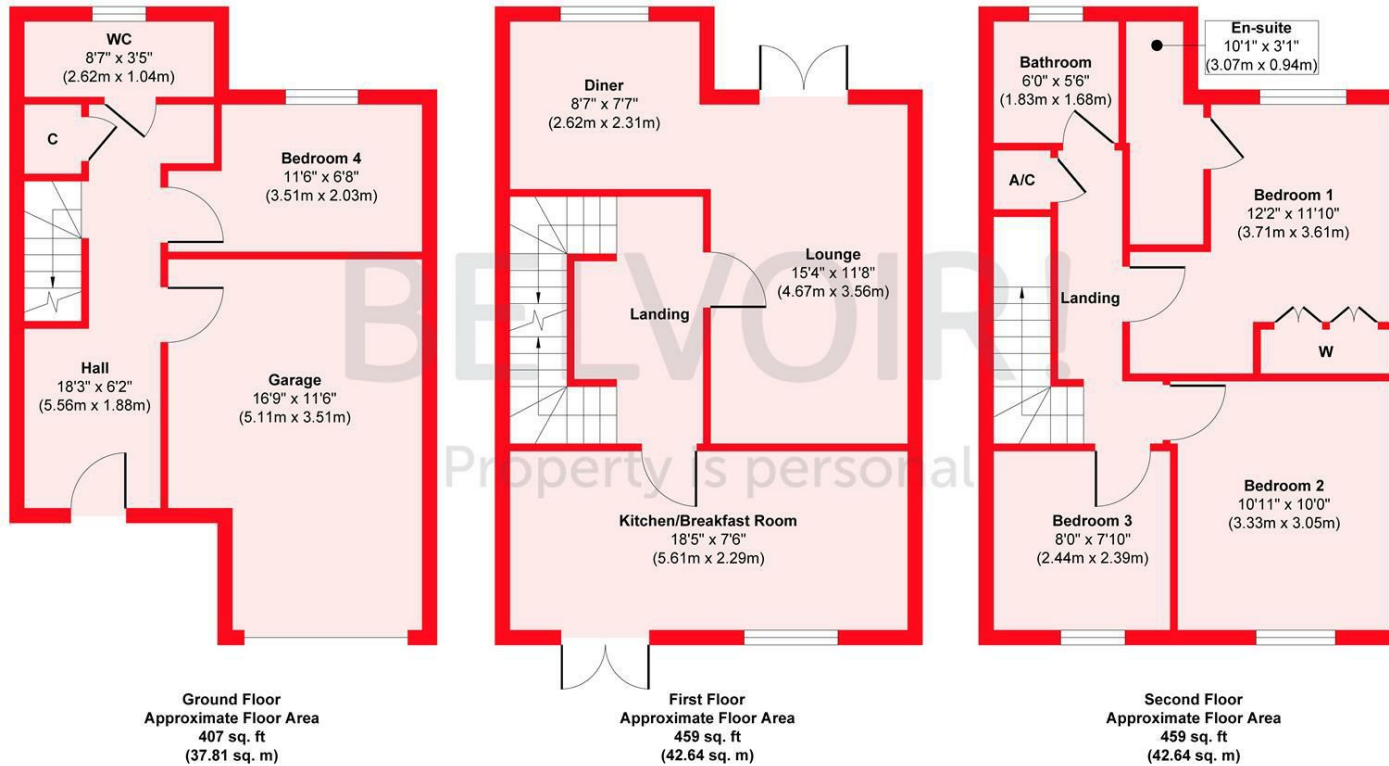 WC
8'7" x 3'5"
(2.62m x 1.04m)
C
Bedroom 4
11'6" x 6'8"
(3.51m x 2.03m)
Hall
18'3" x 6'2"
(5.56m x 1.88m)
Garage
16'9" x 11'6"
(5.11m x 3.51m)
Ground Floor
Approximate Floor Area
407 sq. ft
(37.81 sq. m)
Diner
8'7" x 7'7"
(2.62m x 2.31m)
Lounge
15'4" x 11'8"
(4.67m x 3.56m)
Landing
Kitchen/Breakfast Room
18'5" x 7'6"
(5.61m x 2.29m)
First Floor
Approximate Floor Area
459 sq. ft
(42.64 sq. m)
En-suite
10'1" x 3'1"
(3.07m x 0.94m)
Bathroom
6'0" x 5'6"
(1.83m x 1.68m)
A/C
Bedroom 1
12'2" x 11'10"
(3.71m x 3.61m)
Landing
W
Bedroom 2
10'11" x 10'0"
(3.33m x 3.05m)
Bedroom 3
8'0" x 7'10"
(2.44m x 2.39m)
Second Floor
Approximate Floor Area
459 sq. ft
(42.64 sq. m)
BELVOIR!
Property is personal